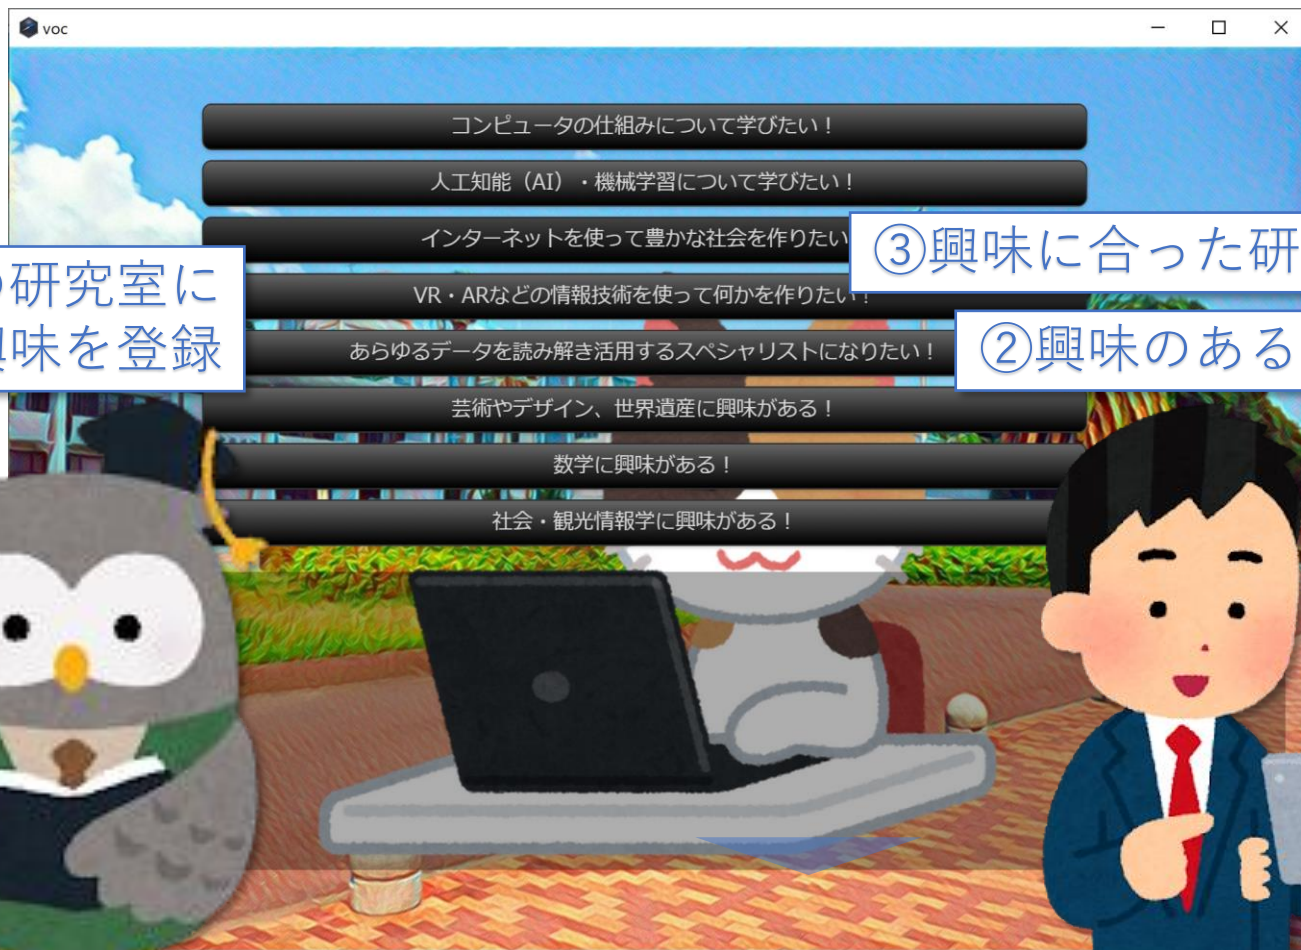 voc
コンピュータの仕組みについて学びたい！
人工知能（AI）・機械学習について学びたい！
インターネットを使って豊かな社会を作りたい
③興味に合った研
研究室に
味を登録
VR・ARなどの情報技術を使って何かを作りたい！
②興味のある
あらゆるデータを読み解き活用するスペシャリストになりたい！
芸術やデザイン、世界遺産に興味がある！
数学に興味がある！
社会・観光情報学に興味がある！